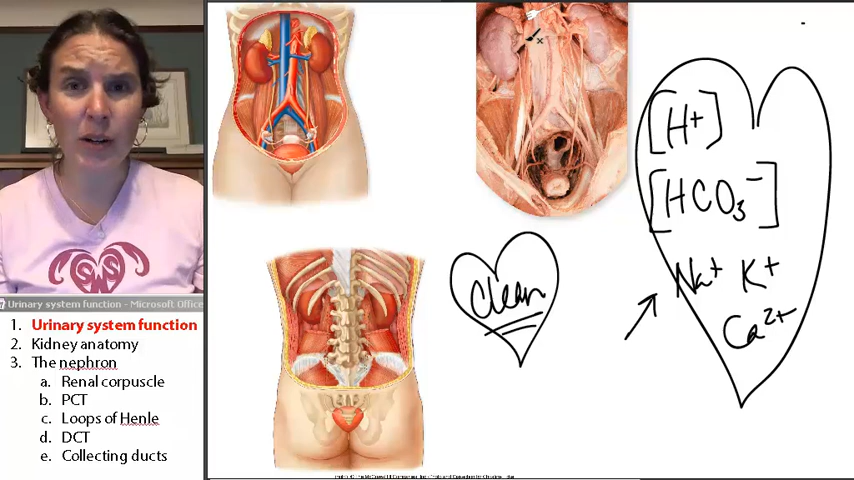 SWS
Urinary system function - Microsoft Office
1. Urinary system function
2. Kidney anatomy
3. The nephron
a. Renal corpuscle
b. PCT
c. Loops of Henle
d. DCT
e. Collecting ducts
clean
[H+]
[HCO3-]
Na+ K+
Ca2+